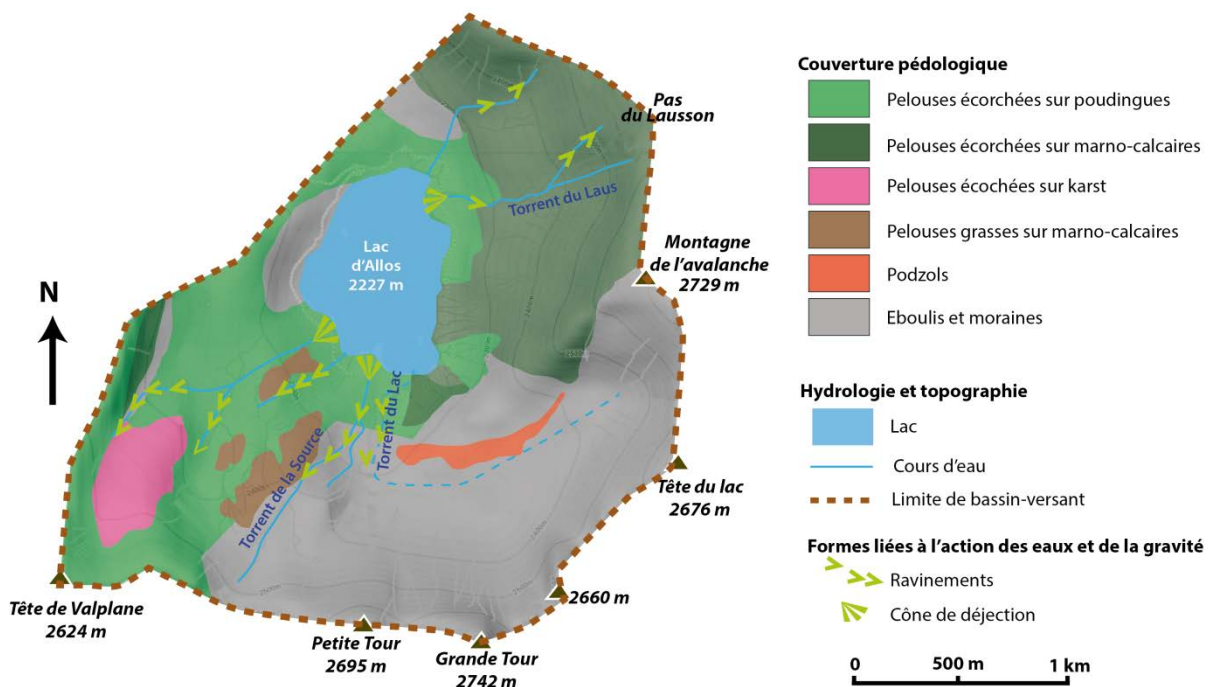 Pas
du Lausson
Torrent du Laus
Lac
d'Allos
2227 m
Montagne
de l'avalanche
2729 m
N
Torrent du Lac
Torrent de la Source
Tête du lac
2676 m
2660 m
Tête de Valplane
2624 m
Petite Tour
2695 m
Grande Tour
2742 m
Couverture pédologique
Pelouses écorchées sur poudingues
Pelouses écorchées sur marno-calcaires
Pelouses écochées sur karst
Pelouses grasses sur marno-calcaires
Podzols
Eboulis et moraines
Hydrologie et topographie
Lac
Cours d'eau
Limite de bassin-versant
Formes liées à l'action des eaux et de la gravité
Ravinements
Cône de déjection
0 500 m 1 km